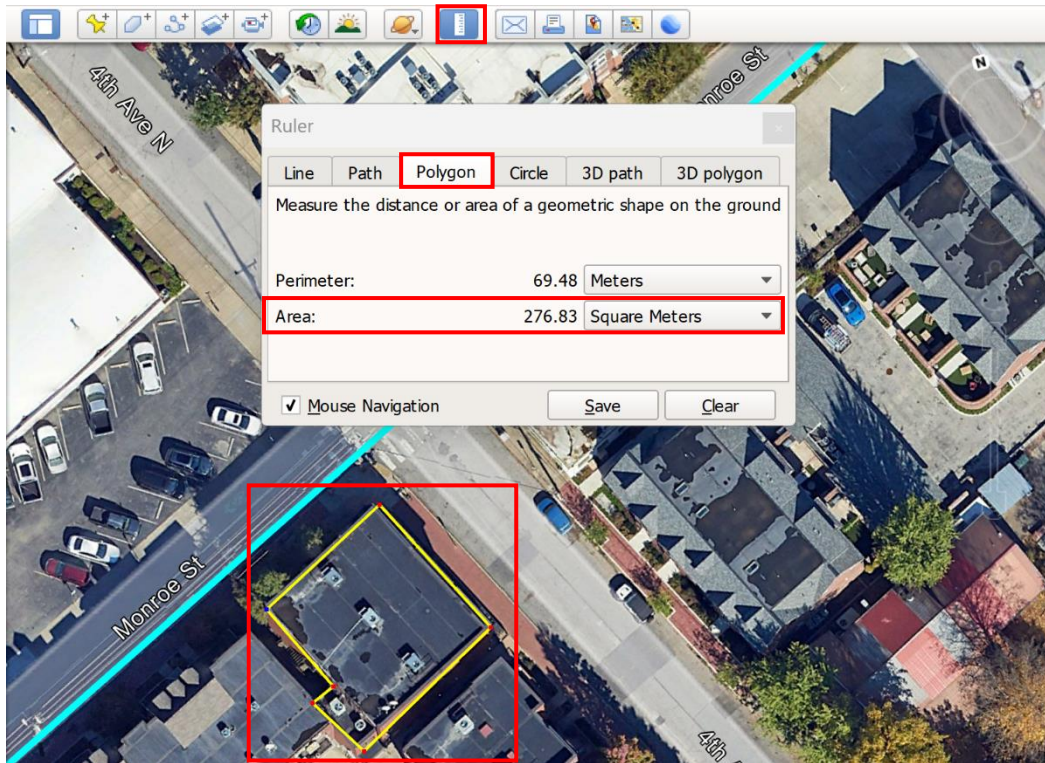 4th Ave N
nroe St
N
Ruler
Line Path Polygon Circle 3D path 3D polygon
Measure the distance or area of a geometric shape on the ground
Perimeter: 69.48 Meters
Area: 276.83 Square Meters
Mouse Navigation Save Clear
Monroe St
4th